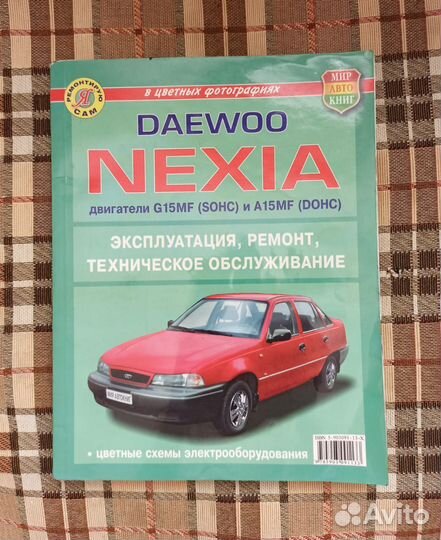 РЕМОНТИРУЮ
Я
САМ
В ЦВЕТНЫХ ФОТОГРАФИЯХ
МИР
АВТО
КНИГ
DAEWOO
NEXIA
двигатели G15MF (SOHC) и A15MF (DOHC)
ЭКСПЛУАТАЦИЯ, РЕМОНТ,
ТЕХНИЧЕСКОЕ ОБСЛУЖИВАНИЕ
МИР АВТОКНИГ
• цветные схемы электрооборудования
Avito